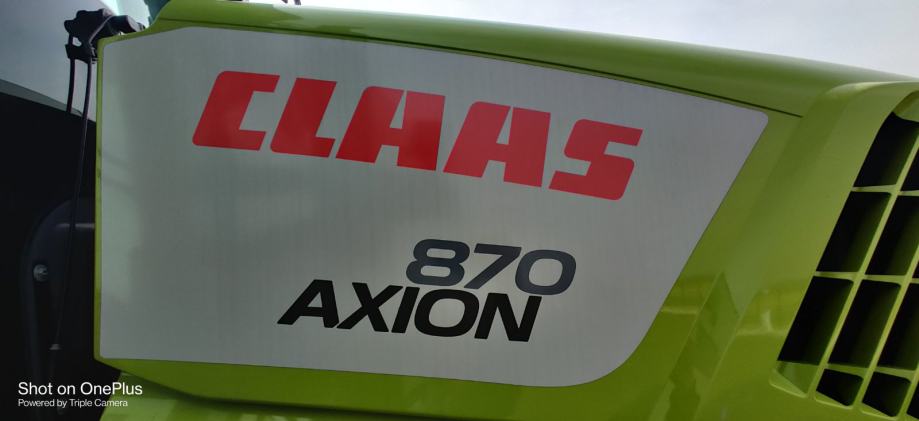 CLAAS
870
AXION
Shot on OnePlus
Powered by Triple Camera